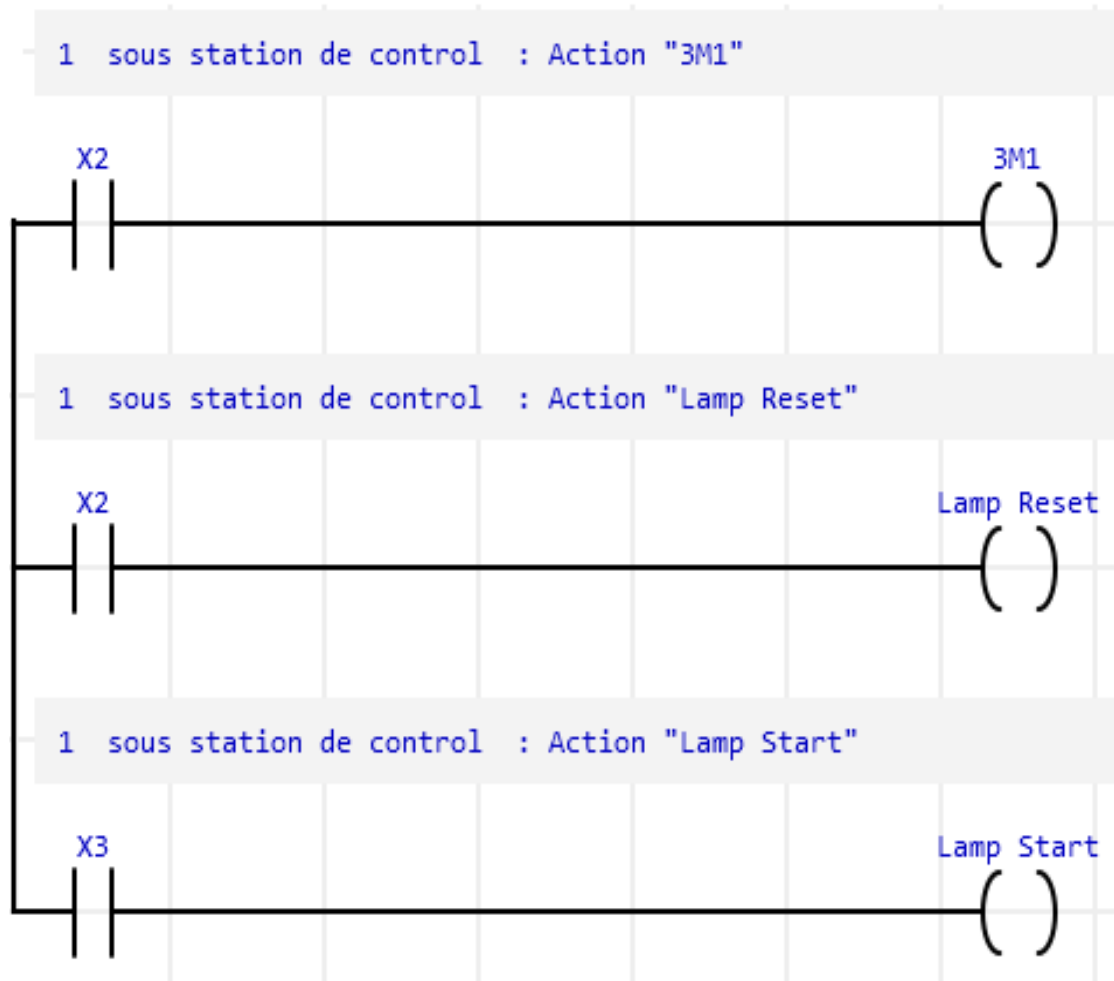 1 sous station de control : Action "3M1"
X2 3M1
1 sous station de control : Action "Lamp Reset"
X2 Lamp Reset
1 sous station de control : Action "Lamp Start"
X3 Lamp Start